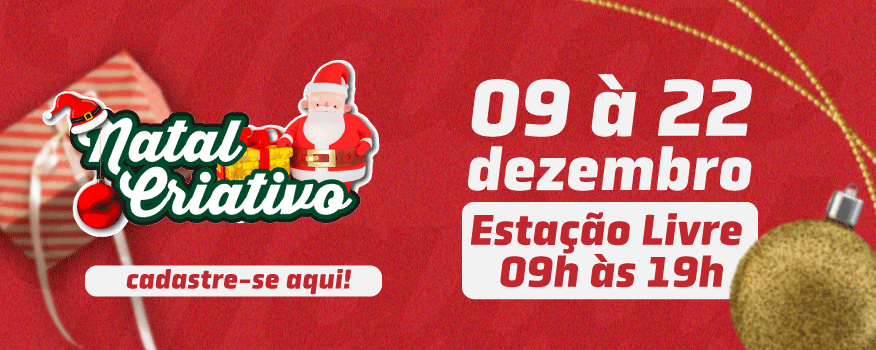 Natal
Criativo
cadastre-se aqui!
09 à 22
dezembro
Estação Livre
09h às 19h